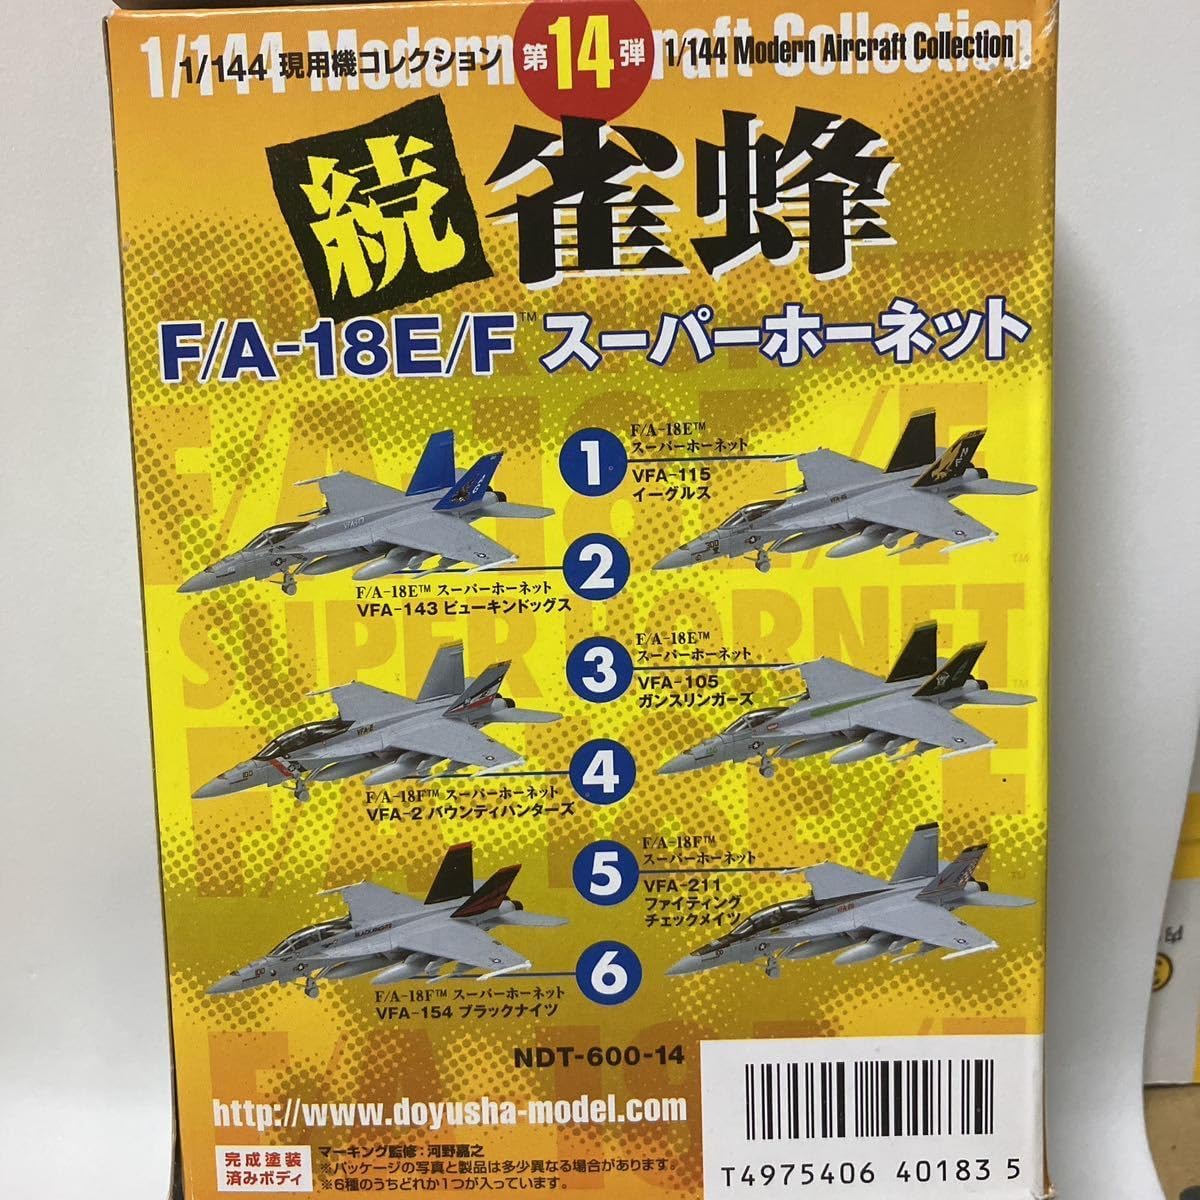 1/144 Modern Aircraft Collection
1/144 現用機コレクション
第14弾
1/144 Modern Aircraft Collection
続 雀蜂
F/A-18E/F™ スーパーホーネット
F/A-18E/F™
SUPER HORNET™
1
F/A-18E™
スーパーホーネット
VFA-115
イーグルス
2
F/A-18E™ スーパーホーネット
VFA-143 ピューキンドッグス
3
F/A-18E™
スーパーホーネット
VFA-105
ガンスリンガーズ
4
F/A-18F™ スーパーホーネット
VFA-2 バウンティハンターズ
5
F/A-18F™
スーパーホーネット
VFA-211
ファイティング
チェックメイツ
6
F/A-18F™ スーパーホーネット
VFA-154 ブラックナイツ
NDT-600-14
http://www.doyusha-model.com
完成塗装
済みボディ
マーキング監修：河野嘉之
※パッケージの写真と製品は多少異なる場合があります。
※6種のうちどれか1つが入っています。
T4975406 40183 5